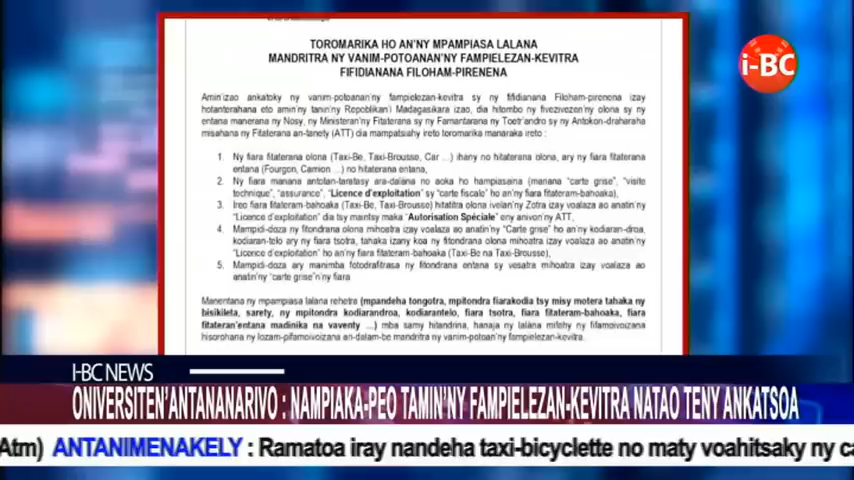 TOROMARIKA HO AN'NY MPAMPIASA LALANA
MANDRITRA NY VANIM-POTOANAN'NY FAMPIELEZAN-KEVITRA
FIFIDIANANA FILOHAM-PIRENENA
i-BC
Amin'izao ankatoky ny vanim-potoanan'ny fampielezan-kevitra sy ny fifidianana Filoham-pirenena izay
hotanterahana eto amin'ny tanin'ny Repoblikan'i Madagasikara izao, dia hitombo ny fivezivezen'ny olona sy ny
entana manerana ny Nosy, ny Ministeran'ny Fitaterana sy ny Famantarana ny Toetr'andro sy ny Antokon-draharaha
misahana ny Fitaterana an-tanety (ATT) dia mampatsiahy ireto toromarika manaraka ireto :
1. Ny fiara fitaterana olona (Taxi-Be, Taxi-Brousse, Car ...) ihany no hitaterana olona, ary ny fiara fitaterana
entana (Fourgon, Camion ...) no hitaterana entana,
2. Ny fiara manana antolan-taratasy ara-dalana no aoka ho hampiasaina (manana "carte grise", "visite
technique", "assurance", "Licence d'exploitation" sy "carte fiscale" ho an'ny fiara fitateram-bahoaka),
3. Ireo fiara fitateram-bahoaka (Taxi-Be, Taxi-Brousse) hitatitra olona ivelan'ny Zotra izay voalaza ao anatin'ny
"Licence d'exploitation" dia tsy maintsy maka "Autorisation Spéciale" eny anivon'ny ATT,
4. Mampidi-doza ny fitondrana olona mihoatra izay voalaza ao anatin'ny "Carte grise" ho an'ny kodiaran-droa,
kodiaran-telo ary ny fiara tsotra, tahaka izany koa ny fitondrana olona mihoatra izay voalaza ao anatin'ny
"Licence d'exploitation" ho an'ny fiara fitateram-bahoaka (Taxi-Be na Taxi-Brousse),
5. Mampidi-doza ary manimba fotodrafitrasa ny fitondrana entana sy vesatra mihoatra izay voalaza ao
anatin'ny "carte grise"n'ny fiara
Manentana ny mpampiasa lalana rehetra (mpandeha tongotra, mpitondra fiarakodia tsy misy motera tahaka ny
bisikileta, sarety, ny mpitondra kodiarandroa, kodiarantelo, fiara tsotra, fiara fitateram-bahoaka, fiara
fitateran'entana madinika na vaventy ...) mba samy hitandrina, hanaja ny lalana mifehy ny fifamoivoizana
hisorohana ny lozam-pifamoivoizana an-dalam-be mandritra ny vanim-potoan'ny fampielezan-kevitra.
I-BC NEWS
ONIVERSITEN'ANTANANARIVO : NAMPIAKA-PEO TAMIN'NY FAMPIELEZAN-KEVITRA NATAO TENY ANKATSOA
Atm) ANTANIMENAKELY : Ramatoa iray nandeha taxi-bicyclette no maty voahitsaky ny ca